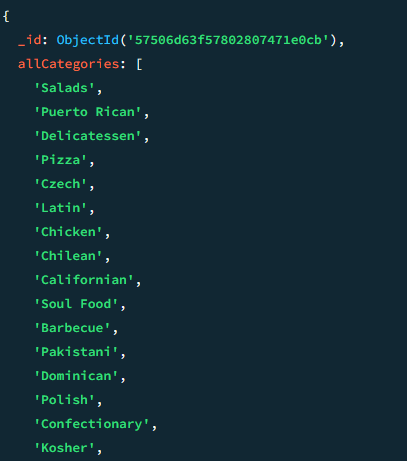 {
_id: ObjectId('57506d63f57802807471e0cb'),
allCategories: [
'Salads',
'Puerto Rican',
'Delicatessen',
'Pizza',
'Czech',
'Latin',
'Chicken',
'Chilean',
'Californian',
'Soul Food',
'Barbecue',
'Pakistani',
'Dominican',
'Polish',
'Confectionary',
'Kosher',